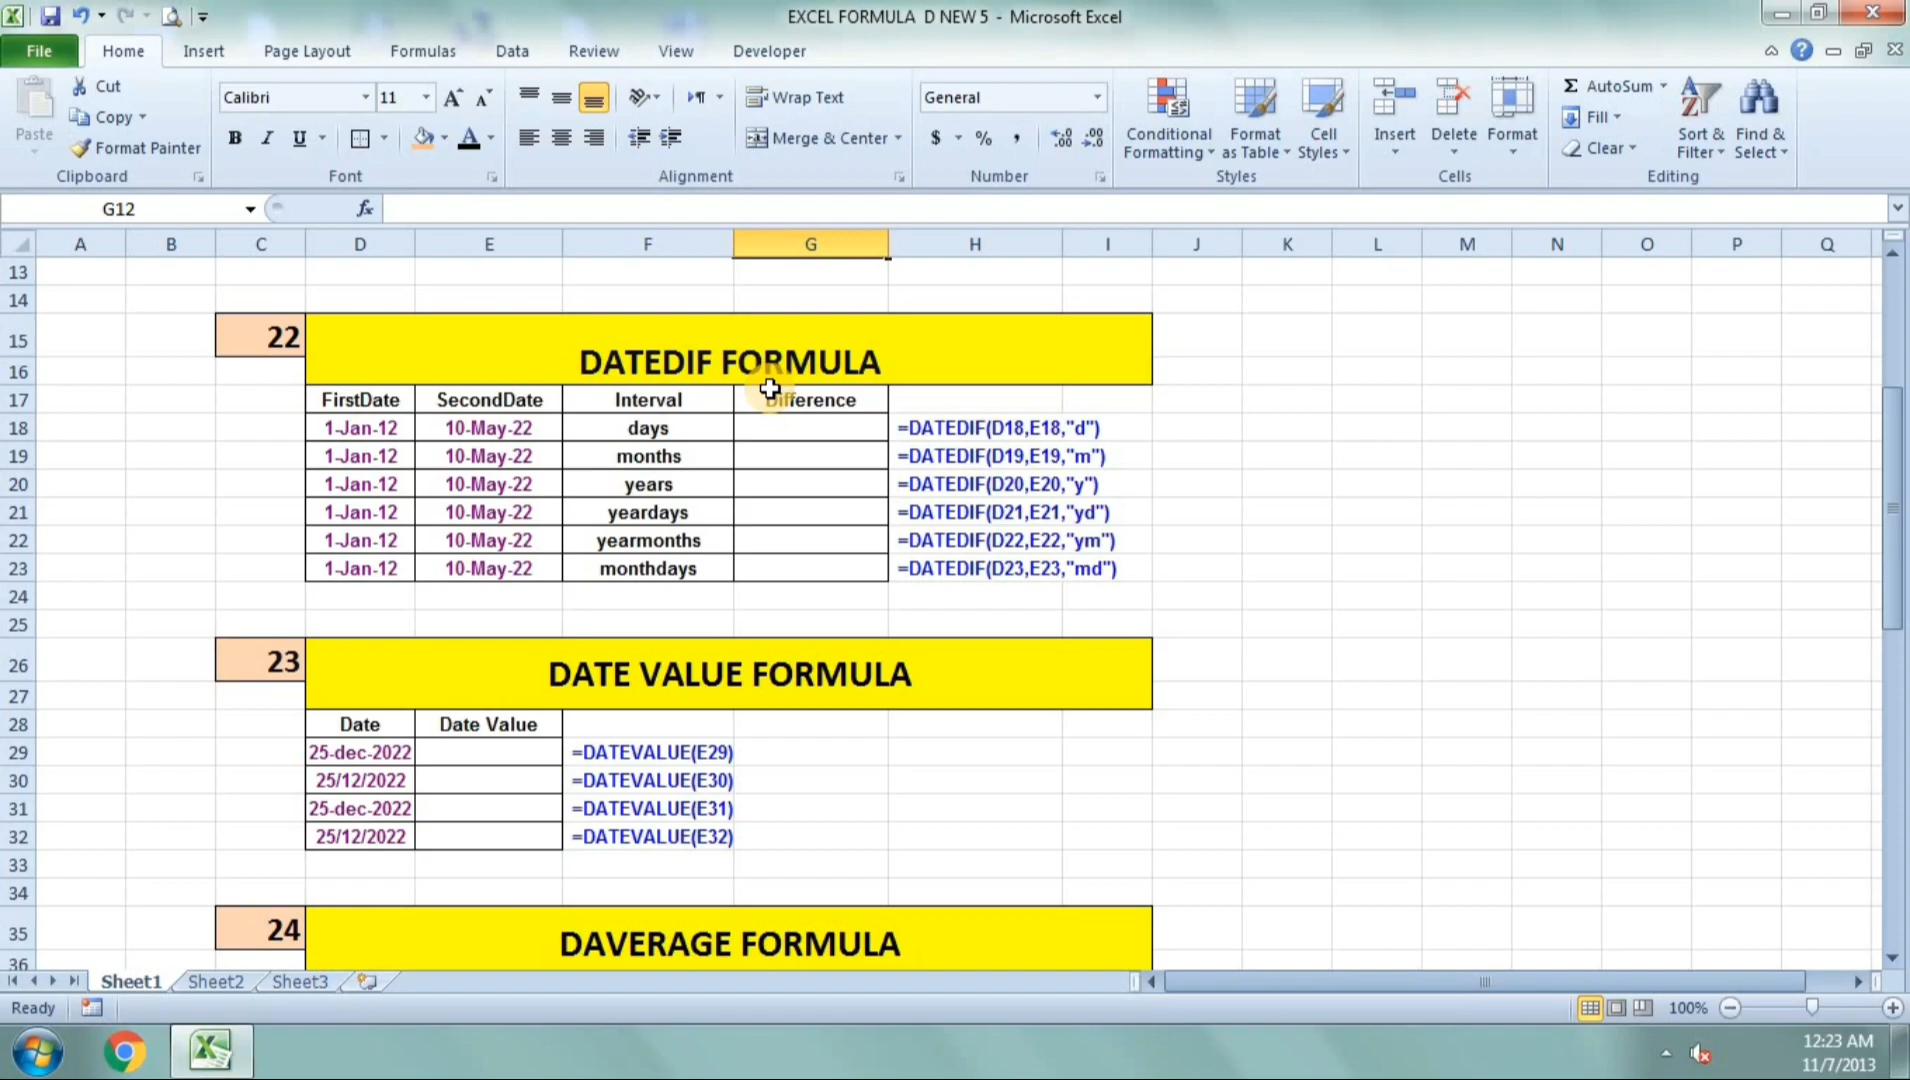 EXCEL FORMULA D NEW 5 - Microsoft Excel
File Home Insert Page Layout Formulas Data Review View Developer
Paste
Cut
Copy
Format Painter
Clipboard
Calibri 11
B I U
Font
Wrap Text
Merge & Center
Alignment
General
$ % ,
Number
Conditional Formatting
Format as Table
Cell Styles
Styles
Insert Delete Format
Cells
Σ AutoSum
Fill
Clear
Sort & Filter
Find & Select
Editing
G12 fx
A B C D E F G H I J K L M N O P Q
13
14
15 22
16 DATEDIF FORMULA
17 FirstDate SecondDate Interval Difference
18 1-Jan-12 10-May-22 days =DATEDIF(D18,E18,"d")
19 1-Jan-12 10-May-22 months =DATEDIF(D19,E19,"m")
20 1-Jan-12 10-May-22 years =DATEDIF(D20,E20,"y")
21 1-Jan-12 10-May-22 yeardays =DATEDIF(D21,E21,"yd")
22 1-Jan-12 10-May-22 yearmonths =DATEDIF(D22,E22,"ym")
23 1-Jan-12 10-May-22 monthdays =DATEDIF(D23,E23,"md")
24
25
26 23 DATE VALUE FORMULA
27
28 Date Date Value
29 25-dec-2022 =DATEVALUE(E29)
30 25/12/2022 =DATEVALUE(E30)
31 25-dec-2022 =DATEVALUE(E31)
32 25/12/2022 =DATEVALUE(E32)
33
34
35 24 DAVERAGE FORMULA
36
Sheet1 Sheet2 Sheet3
Ready 100%
12:23 AM
11/7/2013